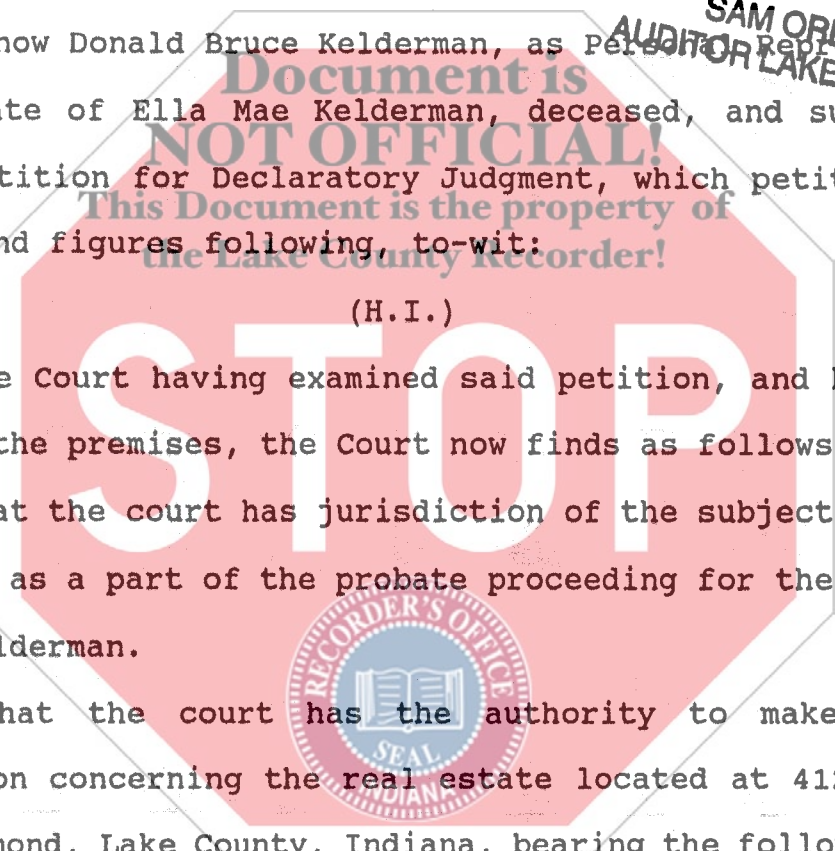 SAM ORL
AUDITOR LAKE
now Donald Bruce Kelderman, as Personal Repr
Document is
ate of Ella Mae Kelderman, deceased, and su
NOT OFFICIAL!
tition for Declaratory Judgment, which petit
This Document is the property of
nd figures following, to-wit:
the Lake County Recorder!
(H.I.)
e Court having examined said petition, and
the premises, the Court now finds as follows
STOP
at the court has jurisdiction of the subject
as a part of the probate proceeding for the
lderman.
RECORDER'S OFFICE
hat the court has the authority to make
SEAL
on concerning the real estate located at 412
INDIANA
mond, Lake County, Indiana, bearing the follo